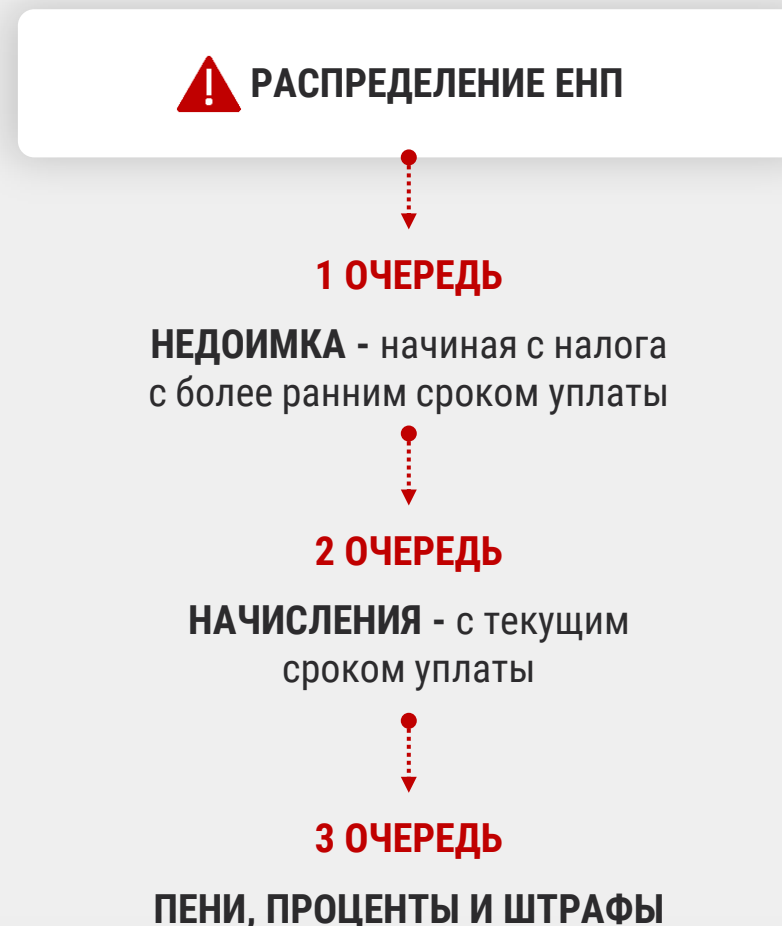 РАСПРЕДЕЛЕНИЕ ЕНП
1 ОЧЕРЕДЬ
НЕДОИМКА - начиная с налога
с более ранним сроком уплаты
2 ОЧЕРЕДЬ
НАЧИСЛЕНИЯ - с текущим
сроком уплаты
3 ОЧЕРЕДЬ
ПЕНИ, ПРОЦЕНТЫ И ШТРАФЫ